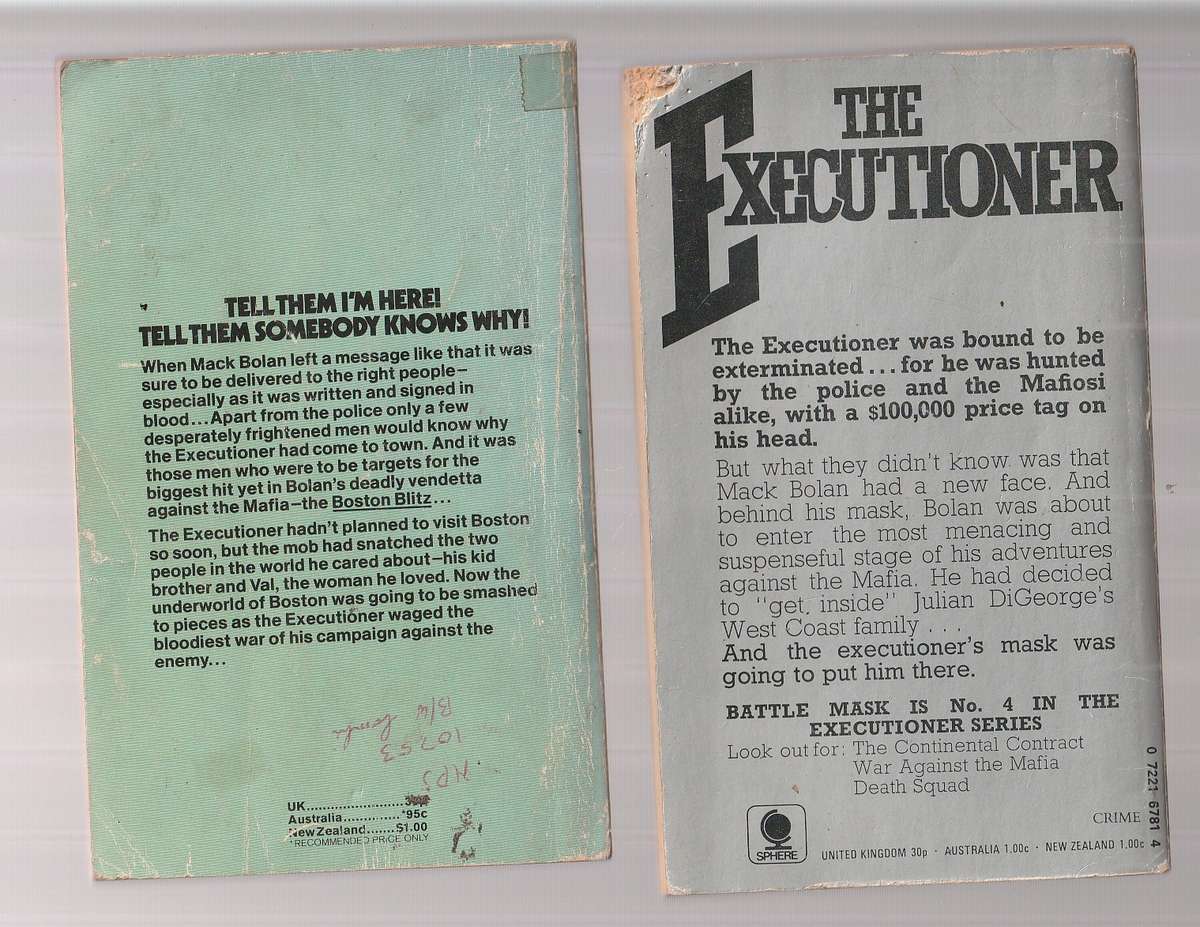 TELL THEM I'M HERE!
TELL THEM SOMEBODY KNOWS WHY!
When Mack Bolan left a message like that it was
sure to be delivered to the right people–
especially as it was written and signed in
blood...Apart from the police only a few
desperately frightened men would know why
the Executioner had come to town. And it was
those men who were to be targets for the
biggest hit yet in Bolan's deadly vendetta
against the Mafia–the Boston Blitz...
The Executioner hadn't planned to visit Boston
so soon, but the mob had snatched the two
people in the world he cared about–his kid
brother and Val, the woman he loved. Now the
underworld of Boston was going to be smashed
to pieces as the Executioner waged the
bloodiest war of his campaign against the
enemy...
B/W
10253
UK........................
Australia..............*95c
New Zealand.......$1.00
*RECOMMENDED PRICE ONLY
THE
EXECUTIONER
The Executioner was bound to be
exterminated...for he was hunted
by the police and the Mafiosi
alike, with a $100,000 price tag on
his head.
But what they didn't know was that
Mack Bolan had a new face. And
behind his mask, Bolan was about
to enter the most menacing and
suspenseful stage of his adventures
against the Mafia. He had decided
to "get inside" Julian DiGeorge's
West Coast family . . .
And the executioner's mask was
going to put him there.
BATTLE MASK IS No. 4 IN THE
EXECUTIONER SERIES
Look out for: The Continental Contract
War Against the Mafia
Death Squad
SPHERE
CRIME
UNITED KINGDOM 30p · AUSTRALIA 1.00c · NEW ZEALAND 1.00c
0 7221 6781 4